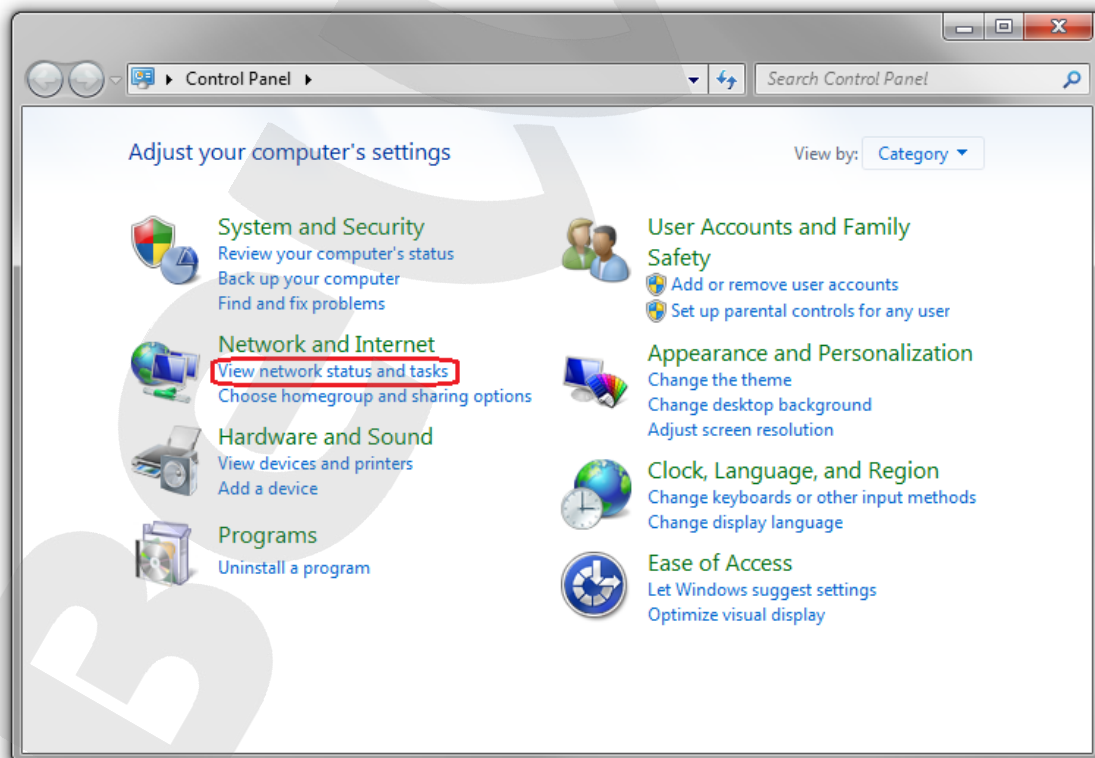 Control Panel
Search Control Panel
Adjust your computer's settings
View by: Category
System and Security
Review your computer's status
Back up your computer
Find and fix problems
Network and Internet
View network status and tasks
Choose homegroup and sharing options
Hardware and Sound
View devices and printers
Add a device
Programs
Uninstall a program
User Accounts and Family
Safety
Add or remove user accounts
Set up parental controls for any user
Appearance and Personalization
Change the theme
Change desktop background
Adjust screen resolution
Clock, Language, and Region
Change keyboards or other input methods
Change display language
Ease of Access
Let Windows suggest settings
Optimize visual display